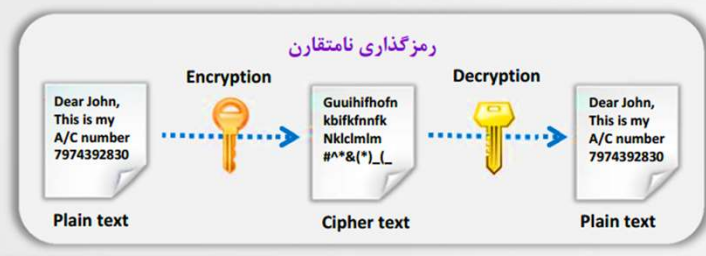 رمزگذاری نامتقارن
Encryption
Decryption
Dear John,
This is my
A/C number
7974392830
Guuihifhofn
kbifkfnnfk
Nklclmlm
#^*&(*)_(_
Dear John,
This is my
A/C number
7974392830
Plain text
Cipher text
Plain text